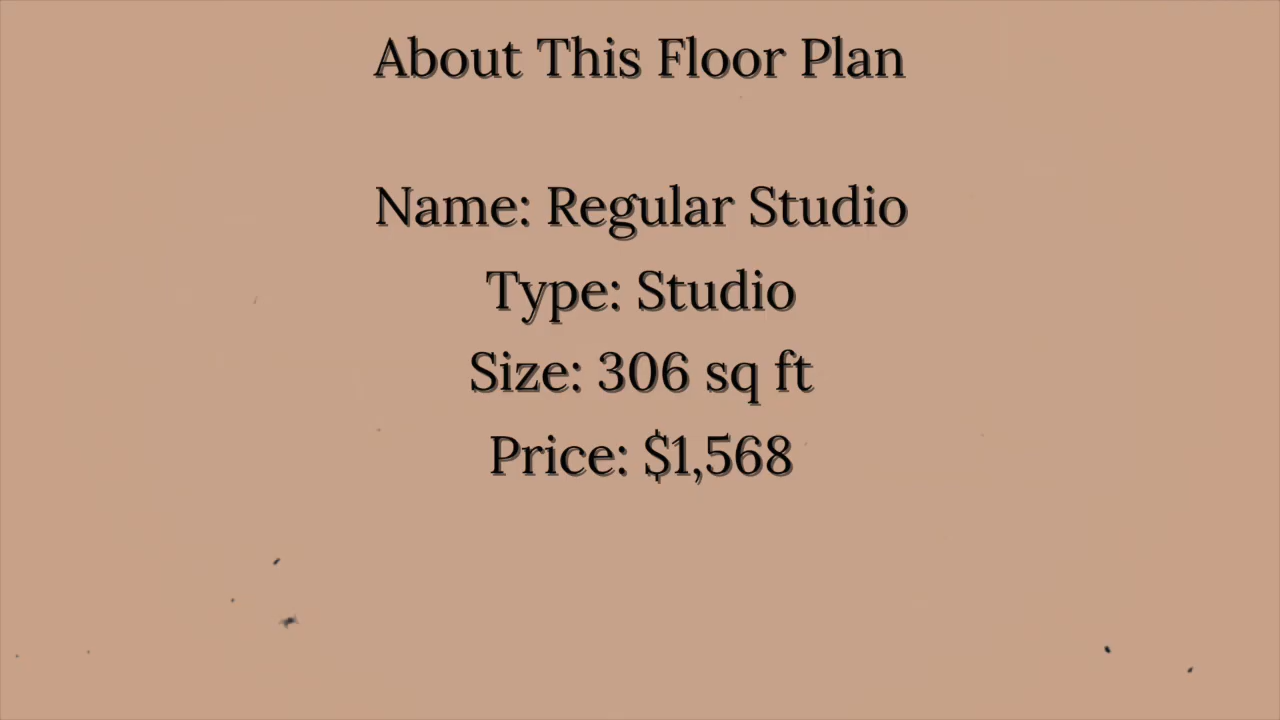 About This Floor Plan
Name: Regular Studio
Type: Studio
Size: 306 sq ft
Price: $1,568